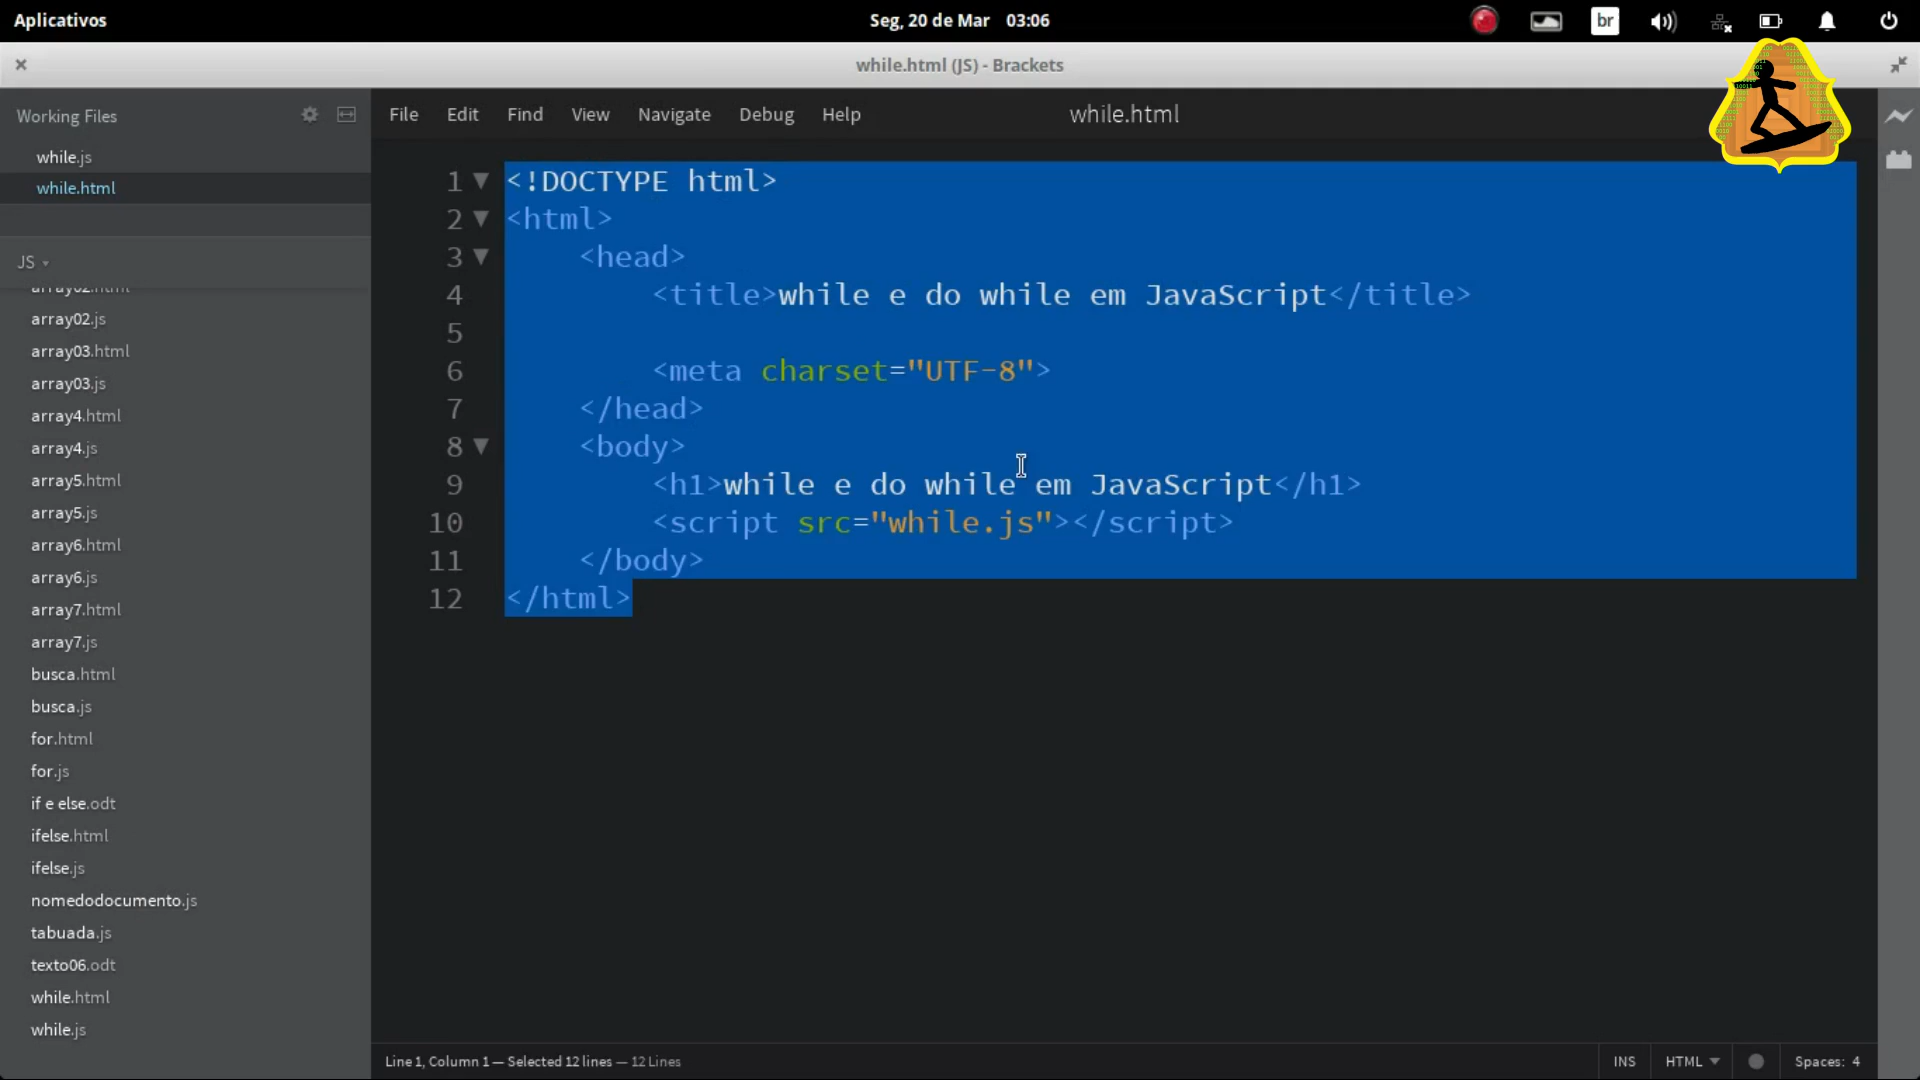 Aplicativos
Seg, 20 de Mar 03:06
br
while.html (JS) - Brackets
Working Files
File Edit Find View Navigate Debug Help
while.html
while.js
while.html
JS
array02.html
array02.js
array03.html
array03.js
array4.html
array4.js
array5.html
array5.js
array6.html
array6.js
array7.html
array7.js
busca.html
busca.js
for.html
for.js
if e else.odt
ifelse.html
ifelse.js
nomedodocumento.js
tabuada.js
texto06.odt
while.html
while.js
1 <!DOCTYPE html>
2 <html>
3 <head>
4 <title>while e do while em JavaScript</title>
5
6 <meta charset="UTF-8">
7 </head>
8 <body>
9 <h1>while e do while em JavaScript</h1>
10 <script src="while.js"></script>
11 </body>
12 </html>
Line 1, Column 1 — Selected 12 lines — 12 Lines
INS HTML Spaces: 4